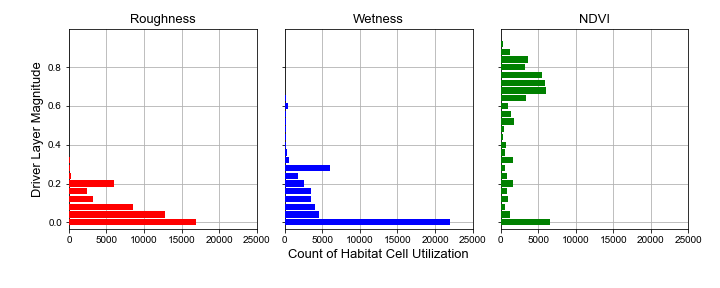 Roughness Wetness NDVI
Driver Layer Magnitude
0.8
0.6
0.4
0.2
0.0
0 5000 10000 15000 20000 25000 0 5000 10000 15000 20000 25000 0 5000 10000 15000 20000 25000
Count of Habitat Cell Utilization